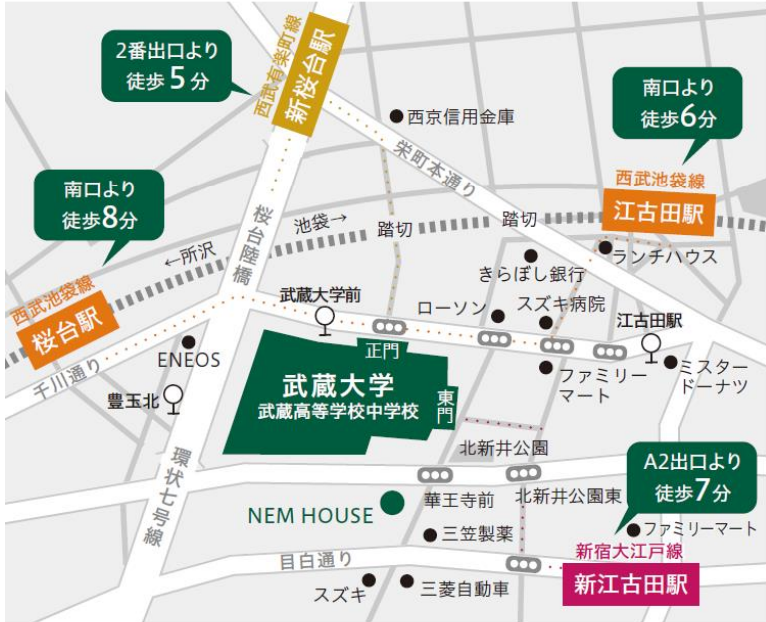 2番出口より
徒歩5分
西武有楽町線
新桜台駅
西京信用金庫
南口より
徒歩6分
栄町本通り
西武池袋線
江古田駅
南口より
徒歩8分
桜台陸橋
池袋→
踏切
踏切
←所沢
ランチハウス
きらぼし銀行
西武池袋線
桜台駅
武蔵大学前
ローソン
スズキ病院
江古田駅
正門
ENEOS
千川通り
武蔵大学
武蔵高等学校中学校
東門
ファミリー
マート
ミスター
ドーナツ
豊玉北
北新井公園
環状七号線
華王寺前
北新井公園東
A2出口より
徒歩7分
NEM HOUSE
三笠製薬
ファミリーマート
目白通り
新宿大江戸線
新江古田駅
スズキ
三菱自動車